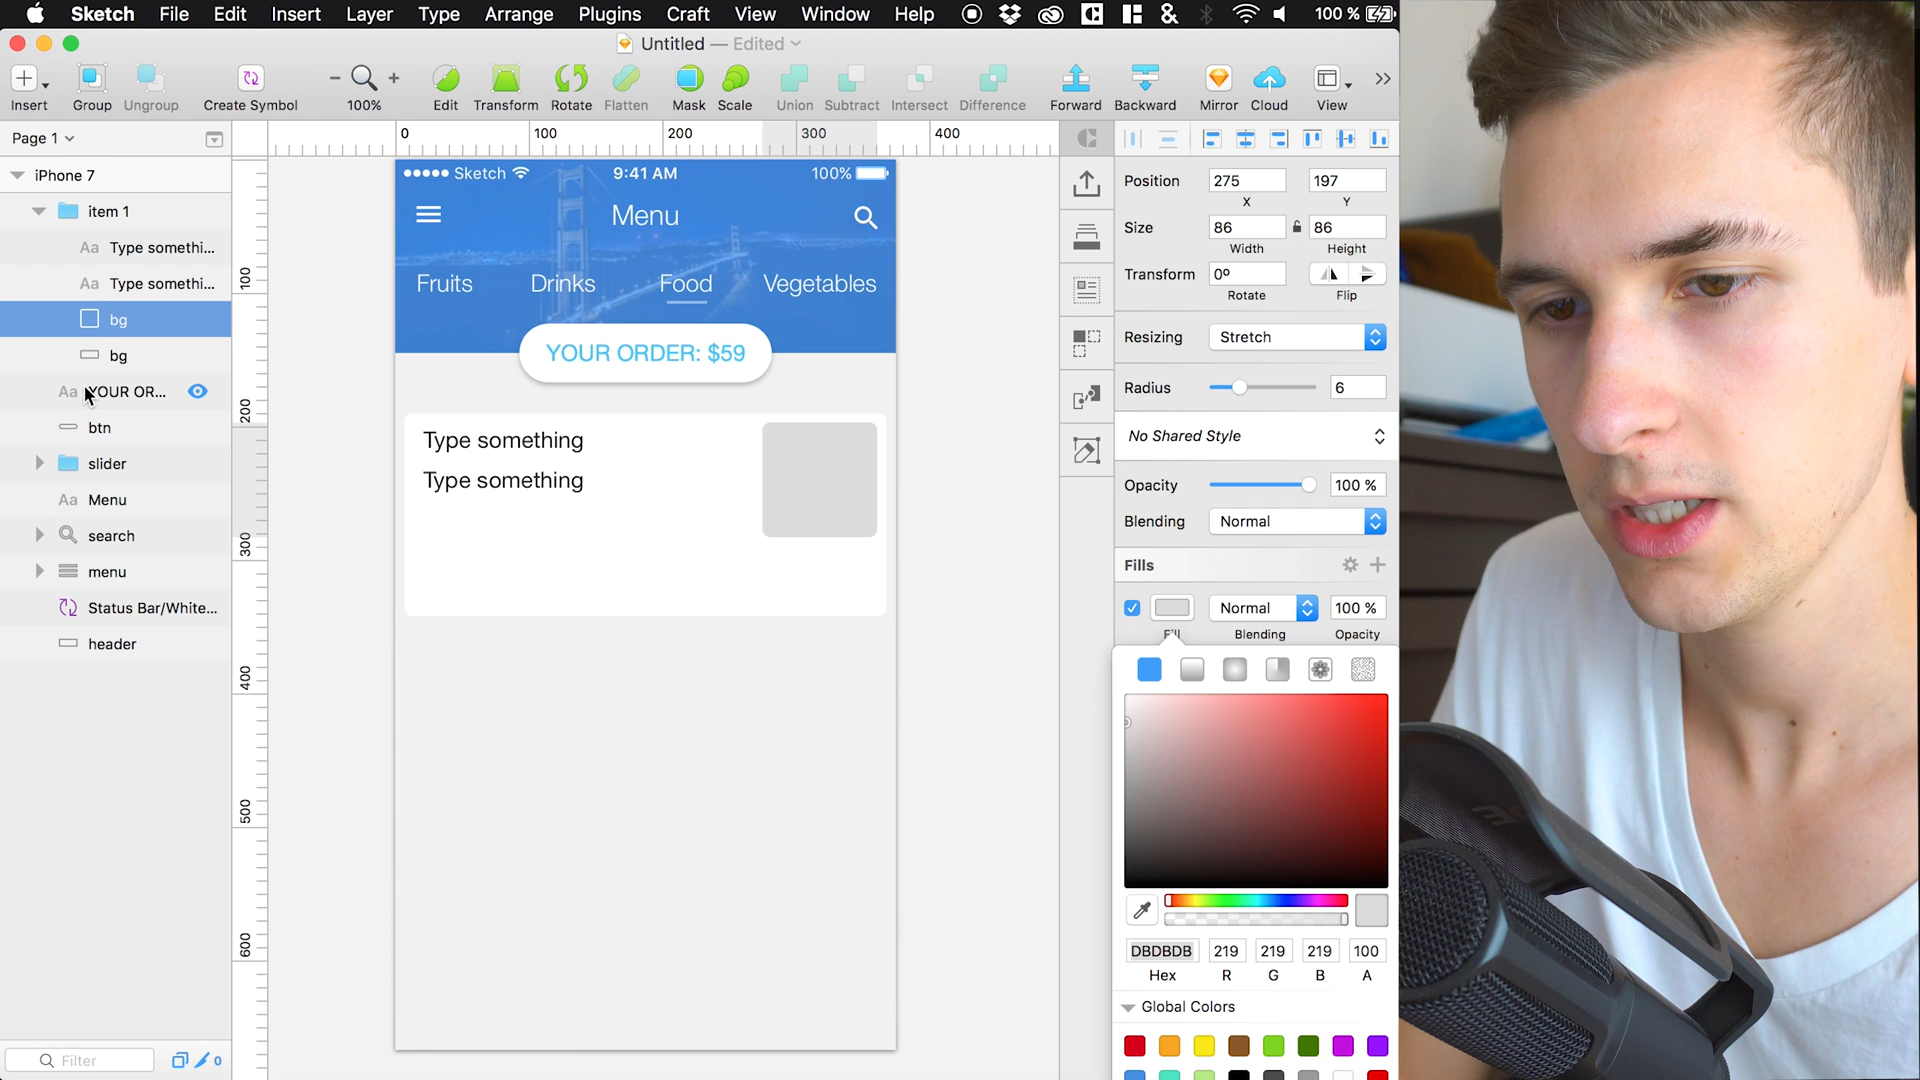 Sketch File Edit Insert Layer Type Arrange Plugins Craft View Window Help 100 %
Untitled — Edited
Insert Group Ungroup Create Symbol 100% Edit Transform Rotate Flatten Mask Scale Union Subtract Intersect Difference Forward Backward Mirror Cloud View
Page 1
0 100 200 300 400
iPhone 7
item 1
Aa Type somethi...
Aa Type somethi...
bg
bg
Aa YOUR OR...
btn
slider
Aa Menu
search
menu
Status Bar/White...
header
Filter
0
100
200
300
400
500
600
Sketch 9:41 AM 100%
Menu
Fruits Drinks Food Vegetables
YOUR ORDER: $59
Type something
Type something
Position 275 197
X Y
Size 86 86
Width Height
Transform 0º
Rotate Flip
Resizing Stretch
Radius 6
No Shared Style
Opacity 100 %
Blending Normal
Fills
Normal 100 %
Fill Blending Opacity
DBDBDB 219 219 219 100
Hex R G B A
Global Colors